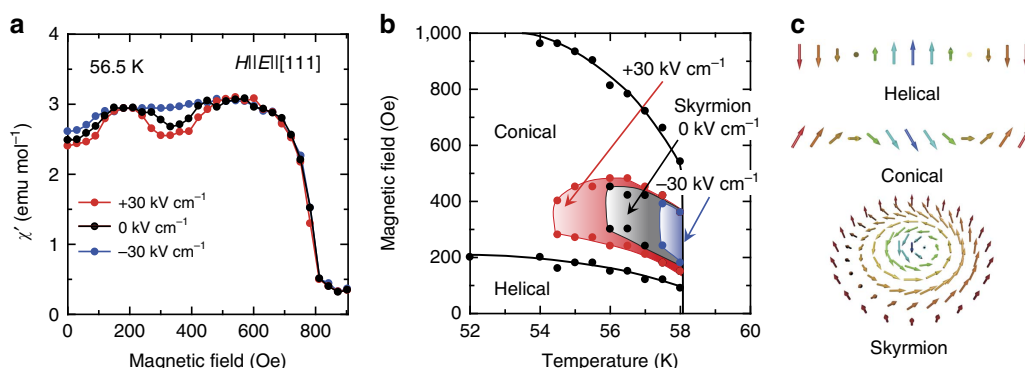 a
56.5 K
H||E||[111]
4
3
2
1
0
χ′ (emu mol−1)
+30 kV cm−1
0 kV cm−1
−30 kV cm−1
0 200 400 600 800
Magnetic field (Oe)
b
1,000
800
600
400
200
0
Magnetic field (Oe)
+30 kV cm−1
Skyrmion
0 kV cm−1
Conical
−30 kV cm−1
Helical
52 54 56 58 60
Temperature (K)
c
Helical
Conical
Skyrmion